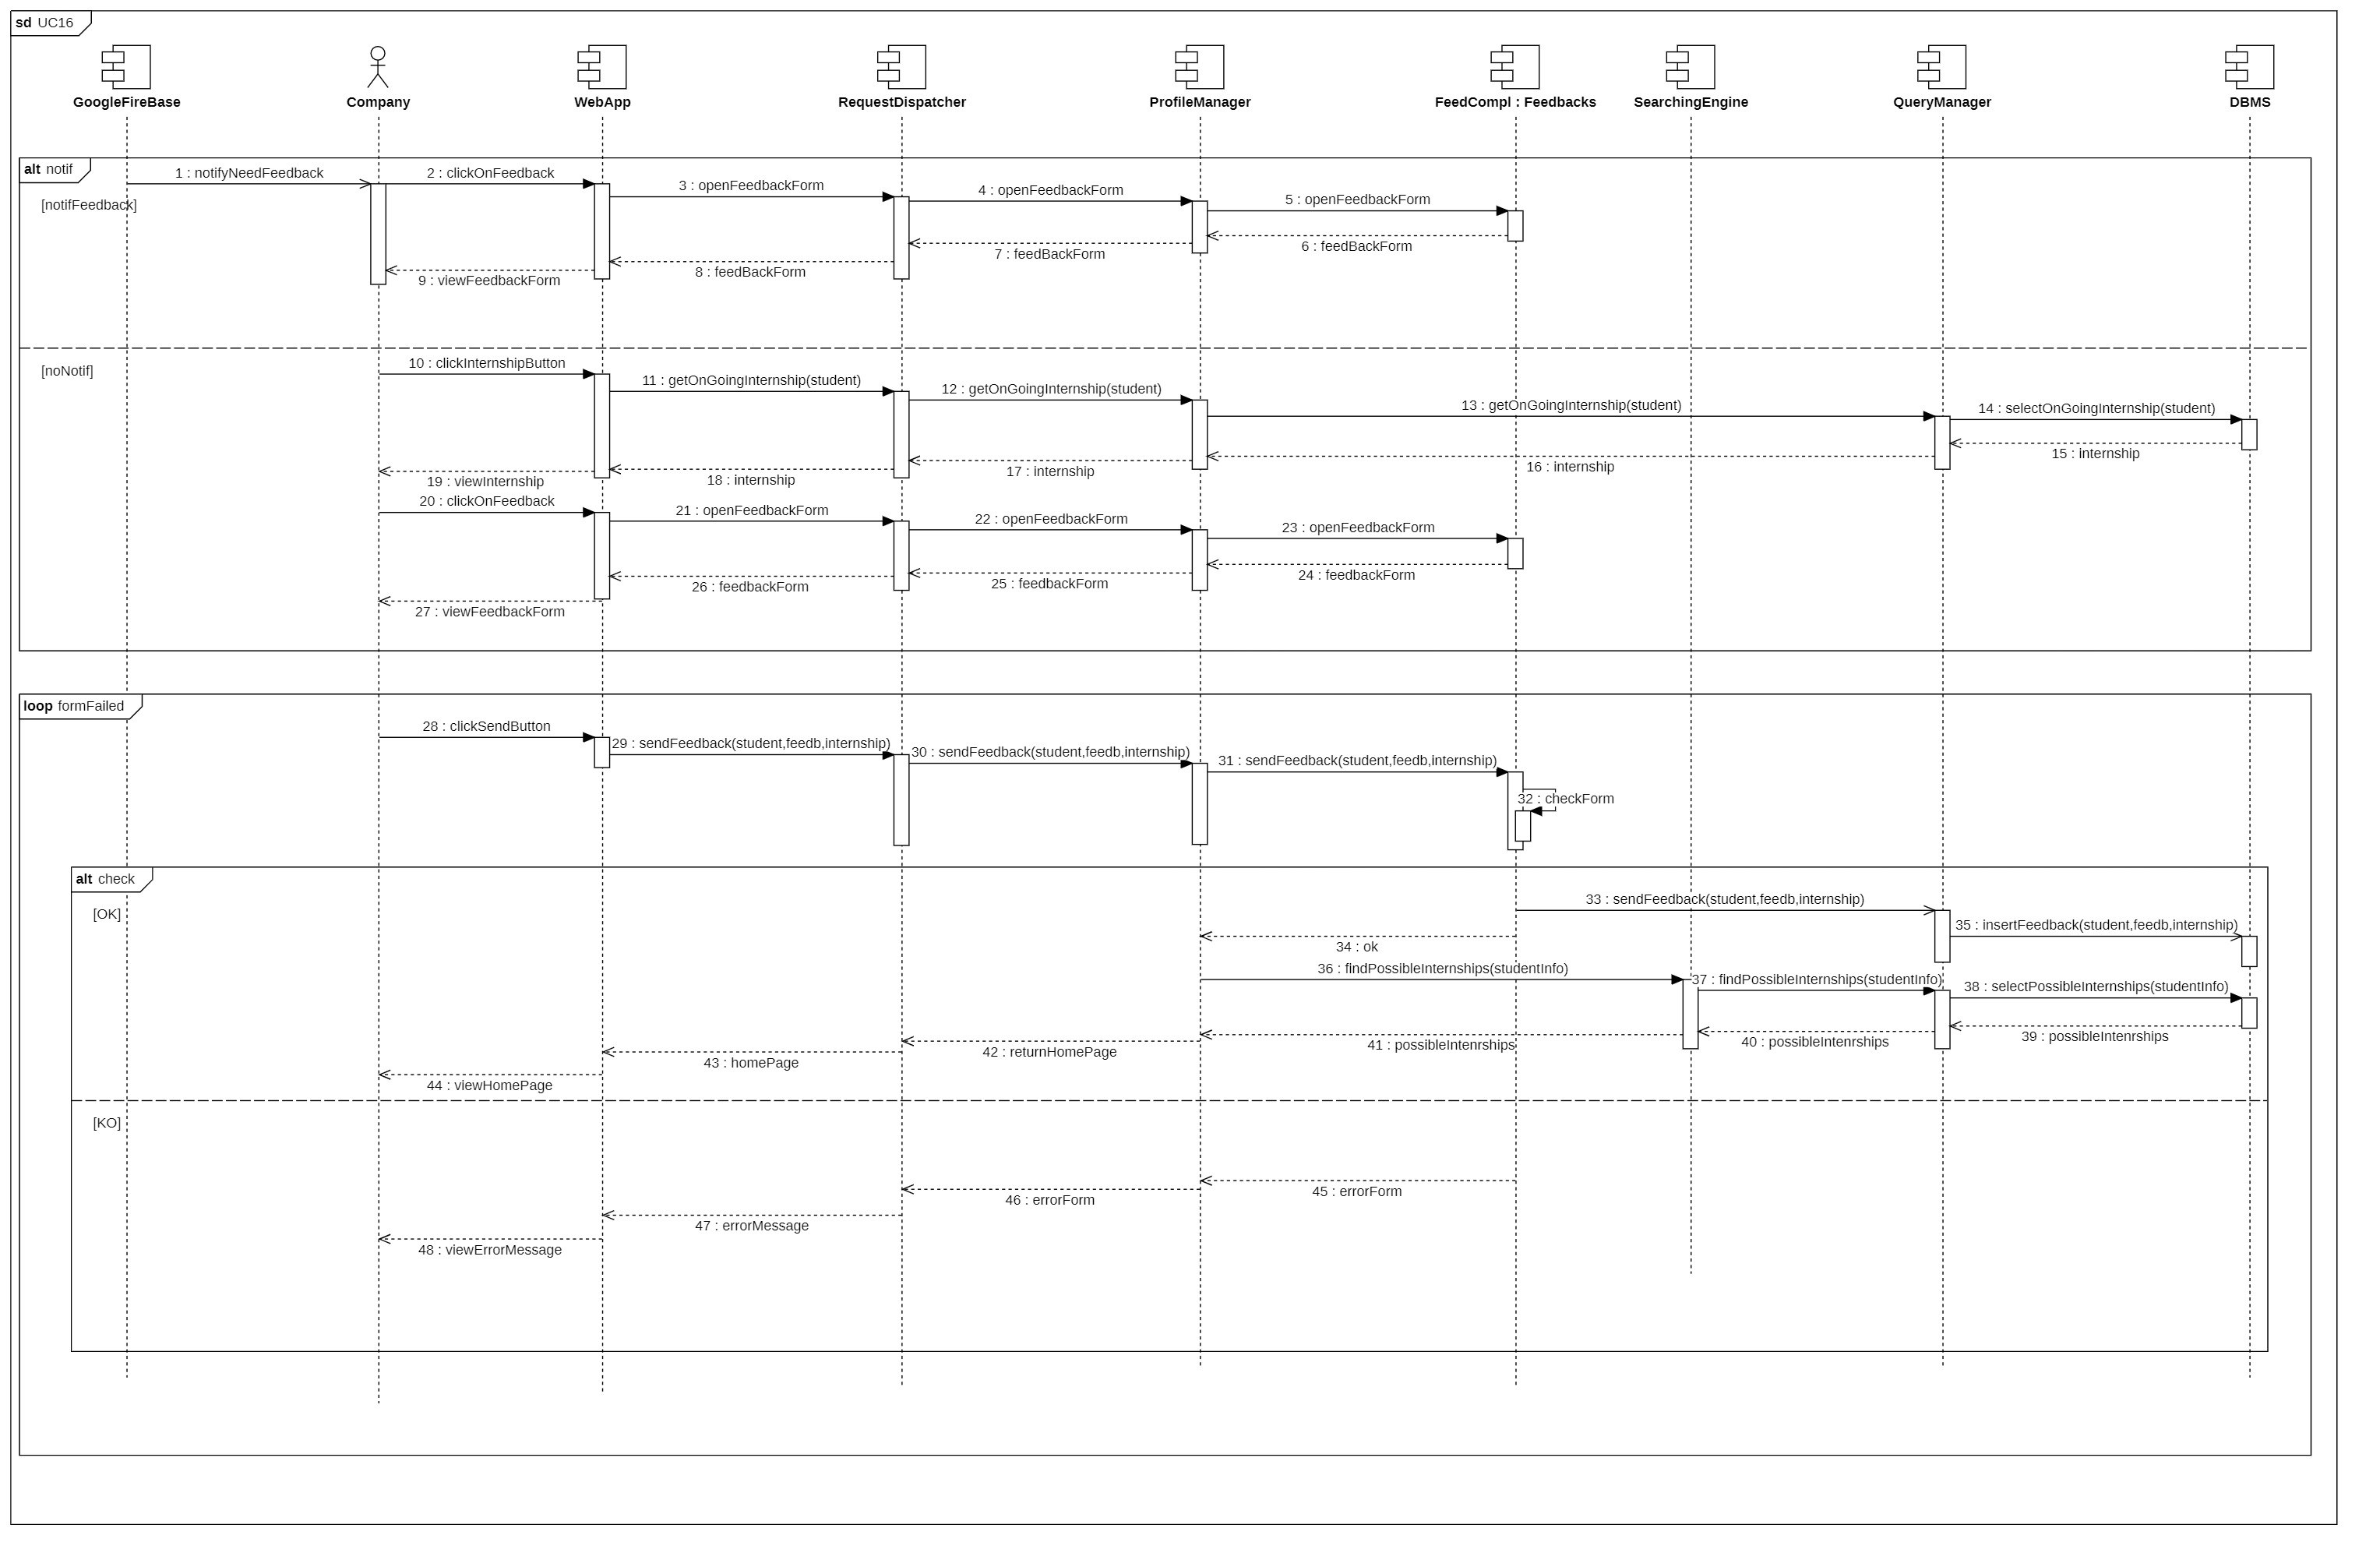 sd UC16
GoogleFireBase
Company
WebApp
RequestDispatcher
ProfileManager
FeedCompl : Feedbacks
SearchingEngine
QueryManager
DBMS
alt notif
[notifFeedback]
1 : notifyNeedFeedback
2 : clickOnFeedback
3 : openFeedbackForm
4 : openFeedbackForm
5 : openFeedbackForm
6 : feedBackForm
7 : feedBackForm
8 : feedBackForm
9 : viewFeedbackForm
[noNotif]
10 : clickInternshipButton
11 : getOnGoingInternship(student)
12 : getOnGoingInternship(student)
13 : getOnGoingInternship(student)
14 : selectOnGoingInternship(student)
15 : internship
16 : internship
17 : internship
18 : internship
19 : viewInternship
20 : clickOnFeedback
21 : openFeedbackForm
22 : openFeedbackForm
23 : openFeedbackForm
24 : feedbackForm
25 : feedbackForm
26 : feedbackForm
27 : viewFeedbackForm
loop formFailed
28 : clickSendButton
29 : sendFeedback(student,feedb,internship)
30 : sendFeedback(student,feedb,internship)
31 : sendFeedback(student,feedb,internship)
32 : checkForm
alt check
[OK]
33 : sendFeedback(student,feedb,internship)
34 : ok
35 : insertFeedback(student,feedb,internship)
36 : findPossibleInternships(studentInfo)
37 : findPossibleInternships(studentInfo)
38 : selectPossibleInternships(studentInfo)
39 : possibleIntenrships
40 : possibleIntenrships
41 : possibleIntenrships
42 : returnHomePage
43 : homePage
44 : viewHomePage
[KO]
45 : errorForm
46 : errorForm
47 : errorMessage
48 : viewErrorMessage